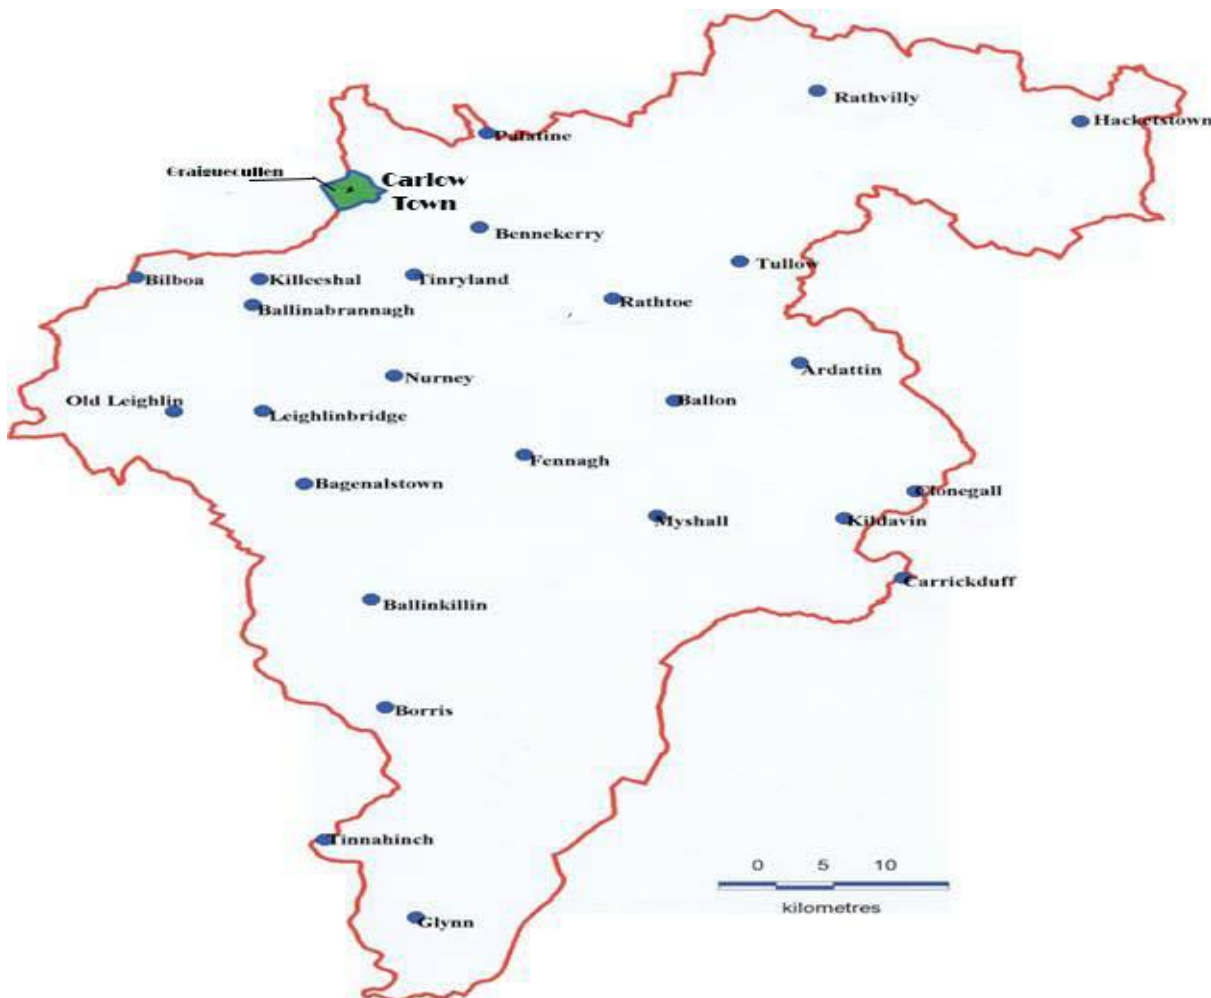 Rathvilly
Hacketstown
Palatine
Graiguecullen
Carlow
Town
Bennekerry
Tullow
Bilboa
Killeeshal
Tinryland
Rathtoe
Ballinabrannagh
Ardattin
Nurney
Old Leighlin
Ballon
Leighlinbridge
Fennagh
Bagenalstown
Clonegall
Myshall
Kildavin
Carrickduff
Ballinkillin
Borris
Tinnahinch
0 5 10
kilometres
Glynn